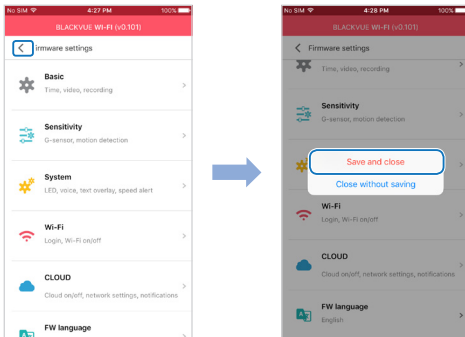 No SIM 4:27 PM 100%
BLACKVUE WI-FI (v0.101)
Firmware settings
Basic
Time, video, recording
Sensitivity
G-sensor, motion detection
System
LED, voice, text overlay, speed alert
Wi-Fi
Login, Wi-Fi on/off
CLOUD
Cloud on/off, network settings, notifications
FW language
No SIM 4:28 PM 100%
BLACKVUE WI-FI (v0.101)
Firmware settings
Time, video, recording
Sensitivity
G-sensor, motion detection
Save and close
Close without saving
Wi-Fi
Login, Wi-Fi on/off
CLOUD
Cloud on/off, network settings, notifications
FW language
English